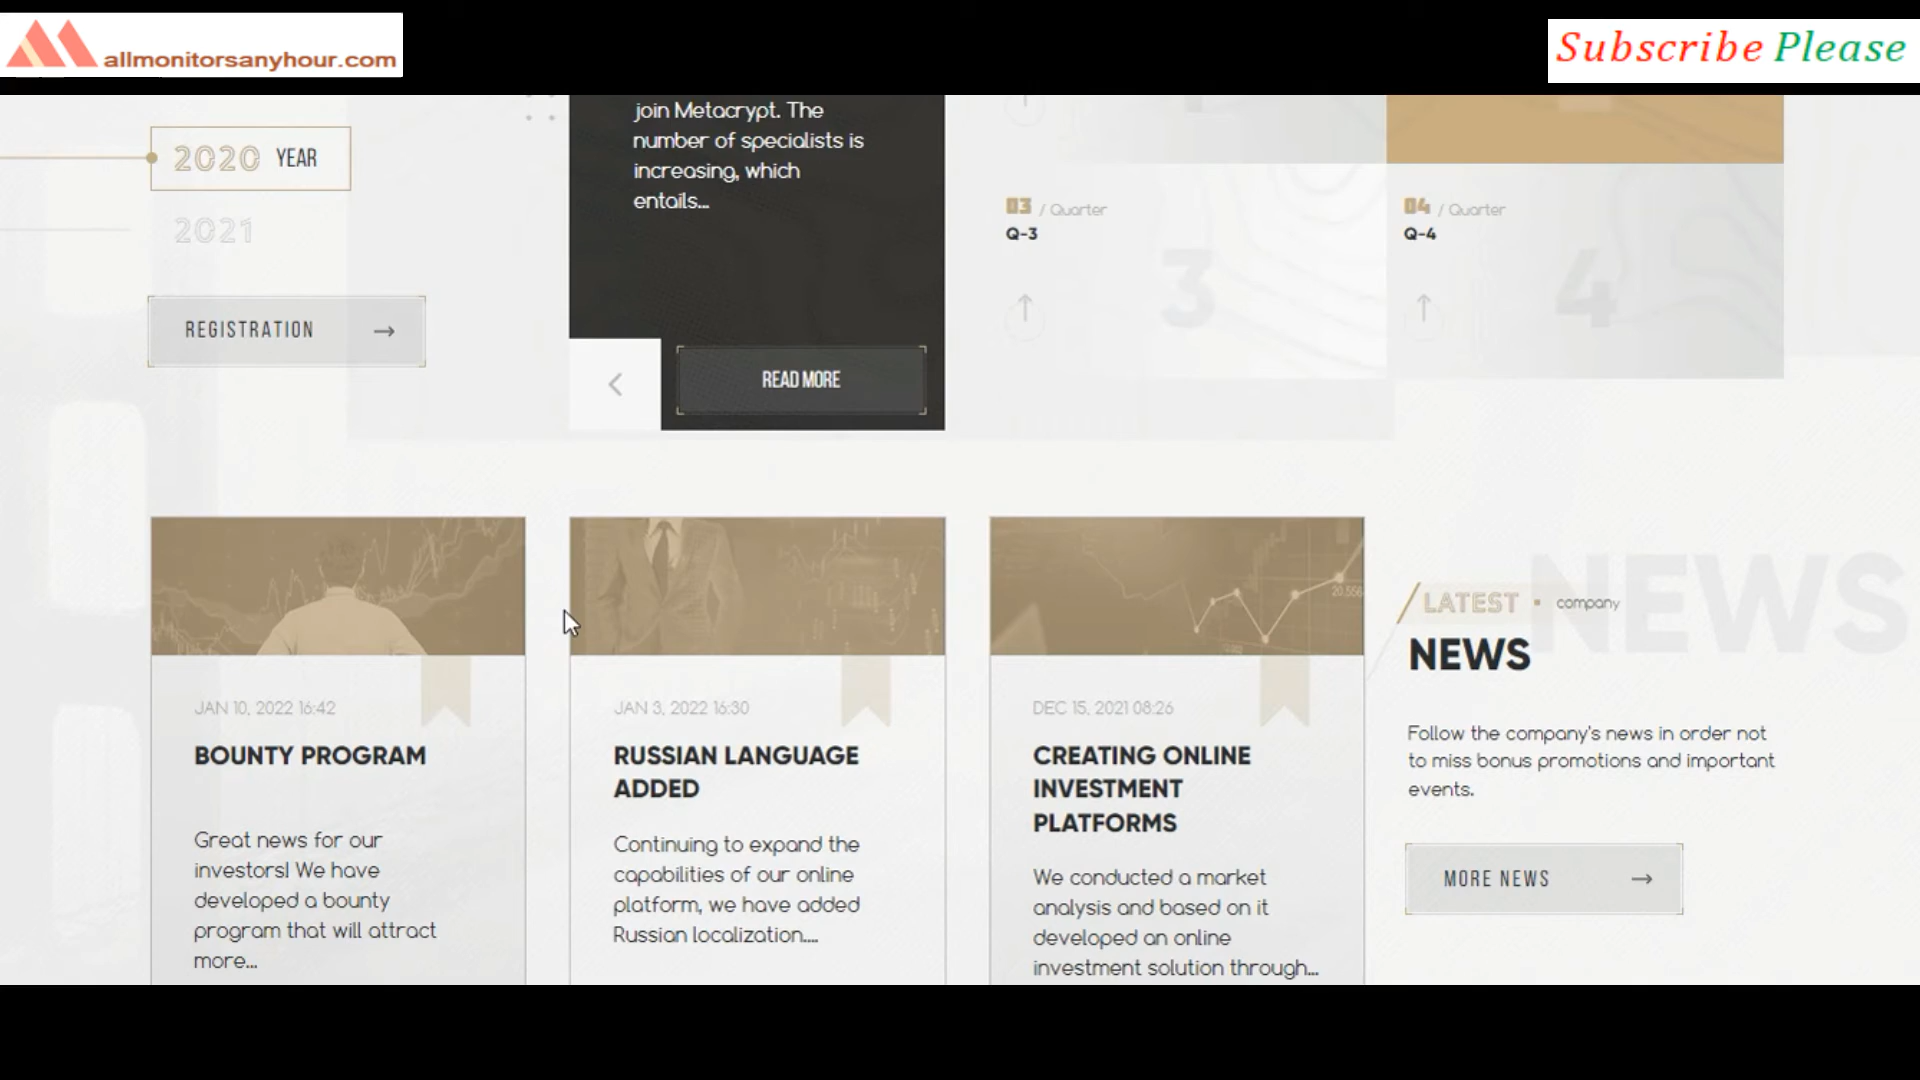 allmonitorsanyhour.com
Subscribe Please
2020 YEAR
2021
REGISTRATION
join Metacrypt. The
number of specialists is
increasing, which
entails...
READ MORE
03 / Quarter
Q-3
3
04 / Quarter
Q-4
4
JAN 10, 2022 16:42
BOUNTY PROGRAM
Great news for our
investors! We have
developed a bounty
program that will attract
more...
JAN 3, 2022 16:30
RUSSIAN LANGUAGE
ADDED
Continuing to expand the
capabilities of our online
platform, we have added
Russian localization....
20.556
DEC 15, 2021 08:26
CREATING ONLINE
INVESTMENT
PLATFORMS
We conducted a market
analysis and based on it
developed an online
investment solution through...
NEWS
LATEST • company
NEWS
Follow the company's news in order not
to miss bonus promotions and important
events.
MORE NEWS